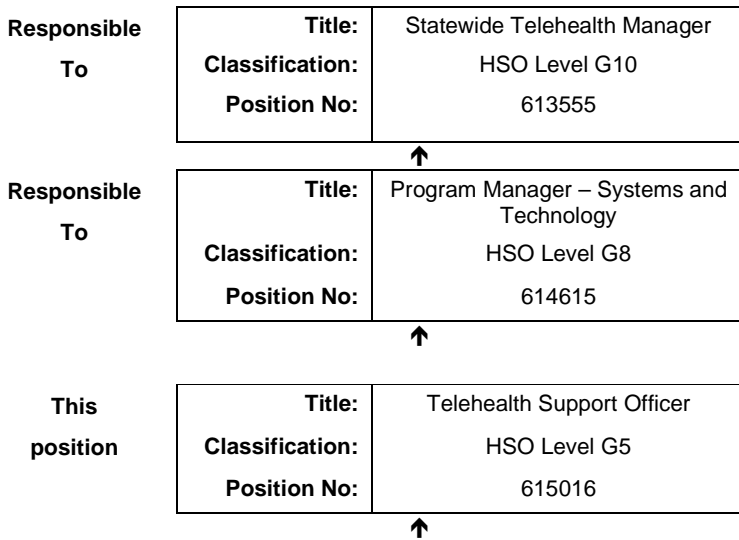 Responsible To
Title: Statewide Telehealth Manager
Classification: HSO Level G10
Position No: 613555
🡩
Responsible To
Title: Program Manager – Systems and Technology
Classification: HSO Level G8
Position No: 614615
🡩
This position
Title: Telehealth Support Officer
Classification: HSO Level G5
Position No: 615016
🡩